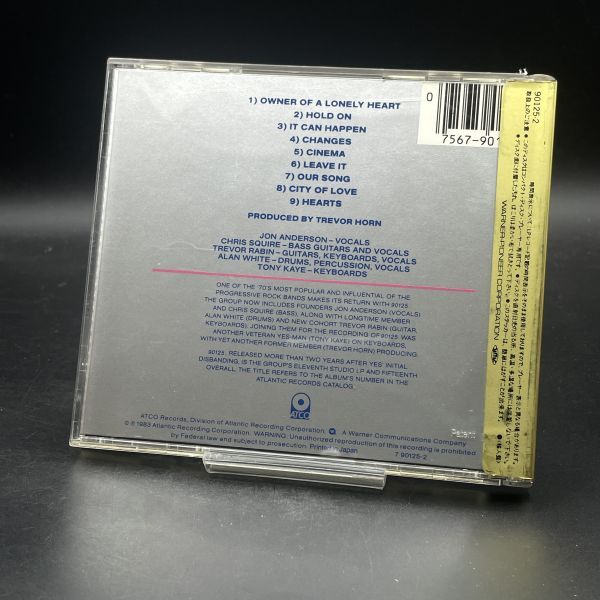 1) OWNER OF A LONELY HEART
2) HOLD ON
3) IT CAN HAPPEN
4) CHANGES
5) CINEMA
6) LEAVE IT
7) OUR SONG
8) CITY OF LOVE
9) HEARTS
PRODUCED BY TREVOR HORN
JON ANDERSON – VOCALS
CHRIS SQUIRE – BASS GUITARS AND VOCALS
TREVOR RABIN – GUITARS, KEYBOARDS, VOCALS
ALAN WHITE – DRUMS, PERCUSSION, VOCALS
TONY KAYE – KEYBOARDS
ONE OF THE '70'S MOST POPULAR AND INFLUENTIAL OF THE
PROGRESSIVE ROCK BANDS MAKES ITS RETURN WITH 90125.
THE GROUP NOW INCLUDES FOUNDERS JON ANDERSON (VOCALS)
AND CHRIS SQUIRE (BASS), ALONG WITH LONGTIME MEMBER
ALAN WHITE (DRUMS) AND NEW COHORT TREVOR RABIN (GUITAR,
KEYBOARDS). JOINING THEM FOR THE RECORDING OF 90125 WAS
ANOTHER VETERAN YES-MAN (TONY KAYE) ON KEYBOARDS,
WITH YET ANOTHER FORMER MEMBER (TREVOR HORN) PRODUCING.
90125, RELEASED MORE THAN TWO YEARS AFTER YES' INITIAL
DISBANDING, IS THE GROUP'S ELEVENTH STUDIO LP AND FIFTEENTH
OVERALL. THE TITLE REFERS TO THE ALBUM'S NUMBER IN THE
ATLANTIC RECORDS CATALOG.
ATCO
ATCO Records, Division of Atlantic Recording Corporation. A Warner Communications Company
© ℗ 1983 Atlantic Recording Corporation. WARNING: Unauthorized reproduction of this recording is prohibited
by Federal law and subject to prosecution. Printed in Japan
7 90125-2
Patent
0
7567-901
90125-2
取扱上のご注意
WARNER-PIONEER CORPORATION